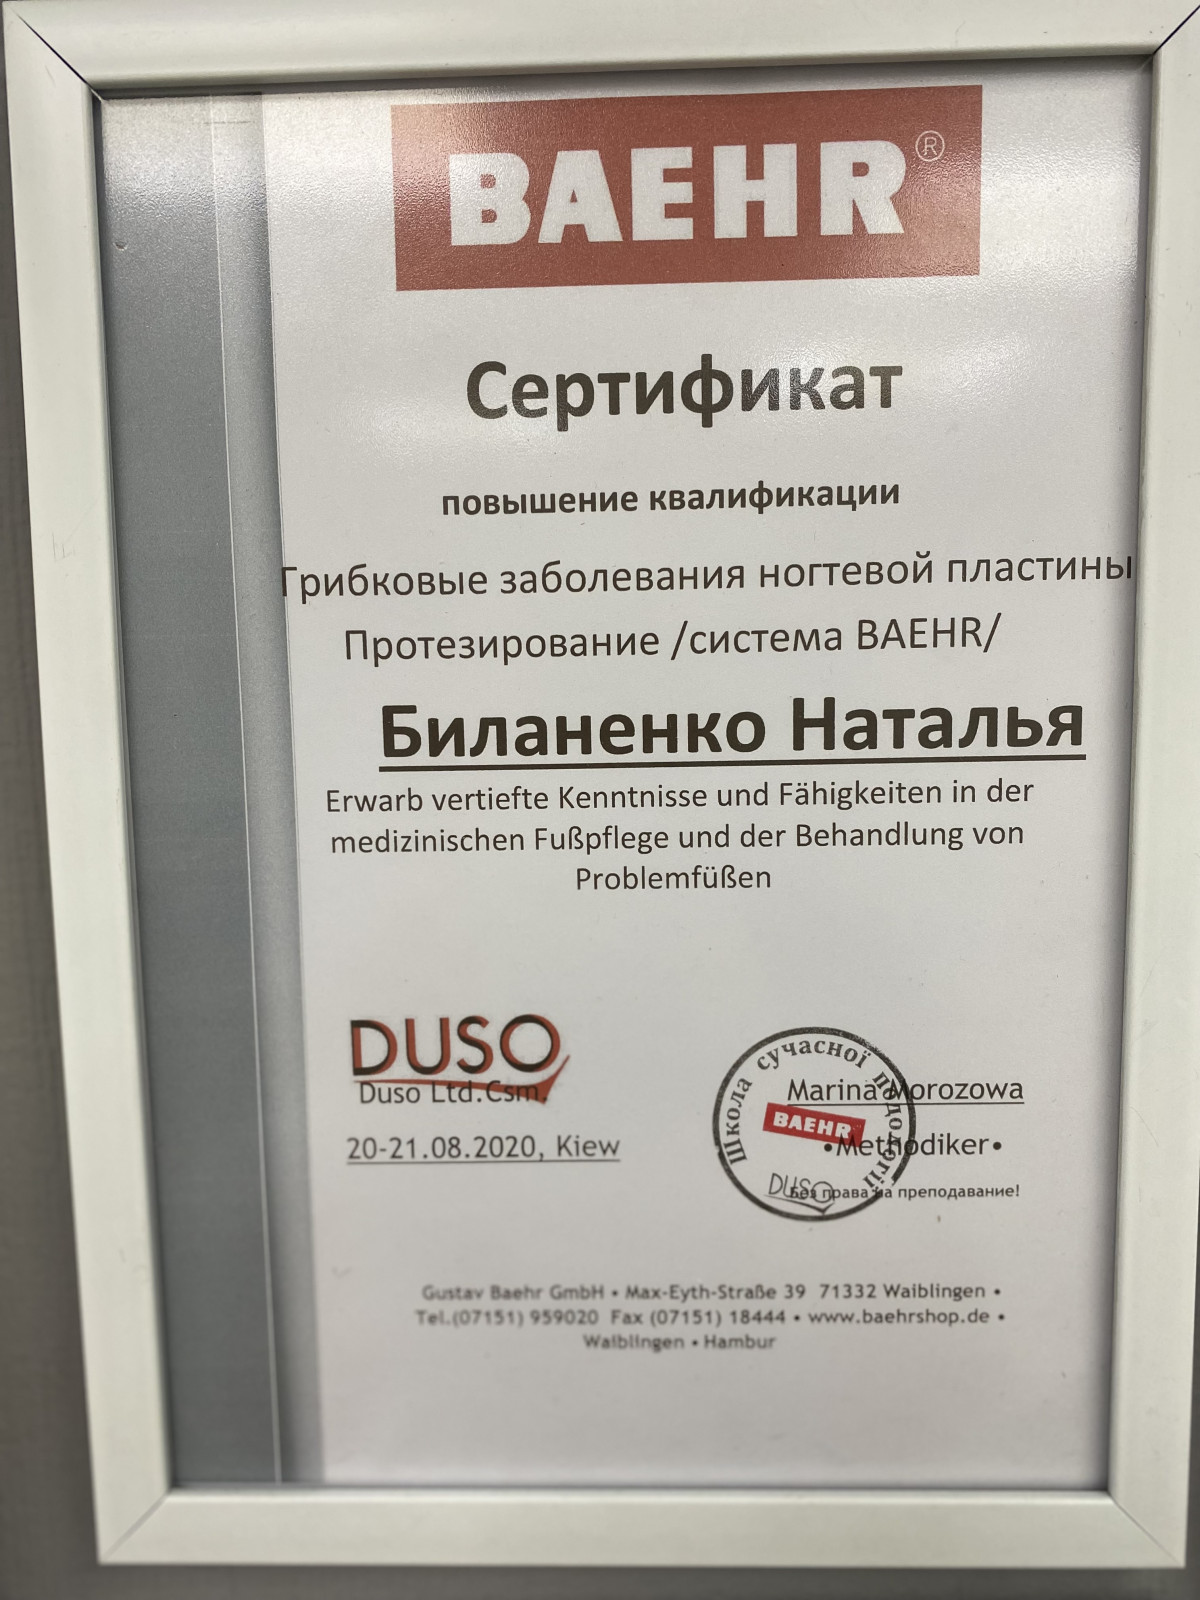 BAEHR®
Сертификат
повышение квалификации
Грибковые заболевания ногтевой пластины
Протезирование /система BAEHR/
Биланенко Наталья
Erwarb vertiefte Kenntnisse und Fähigkeiten in der
medizinischen Fußpflege und der Behandlung von
Problemfüßen
DUSO
Duso Ltd.Csm.
20-21.08.2020, Kiew
Школа сучасної подології
BAEHR
DUSO
Marina Morozowa
•Methodiker•
Без права на преподавание!
Gustav Baehr GmbH • Max-Eyth-Straße 39 71332 Waiblingen •
Tel.(07151) 959020 Fax (07151) 18444 • www.baehrshop.de •
Waiblingen • Hambur